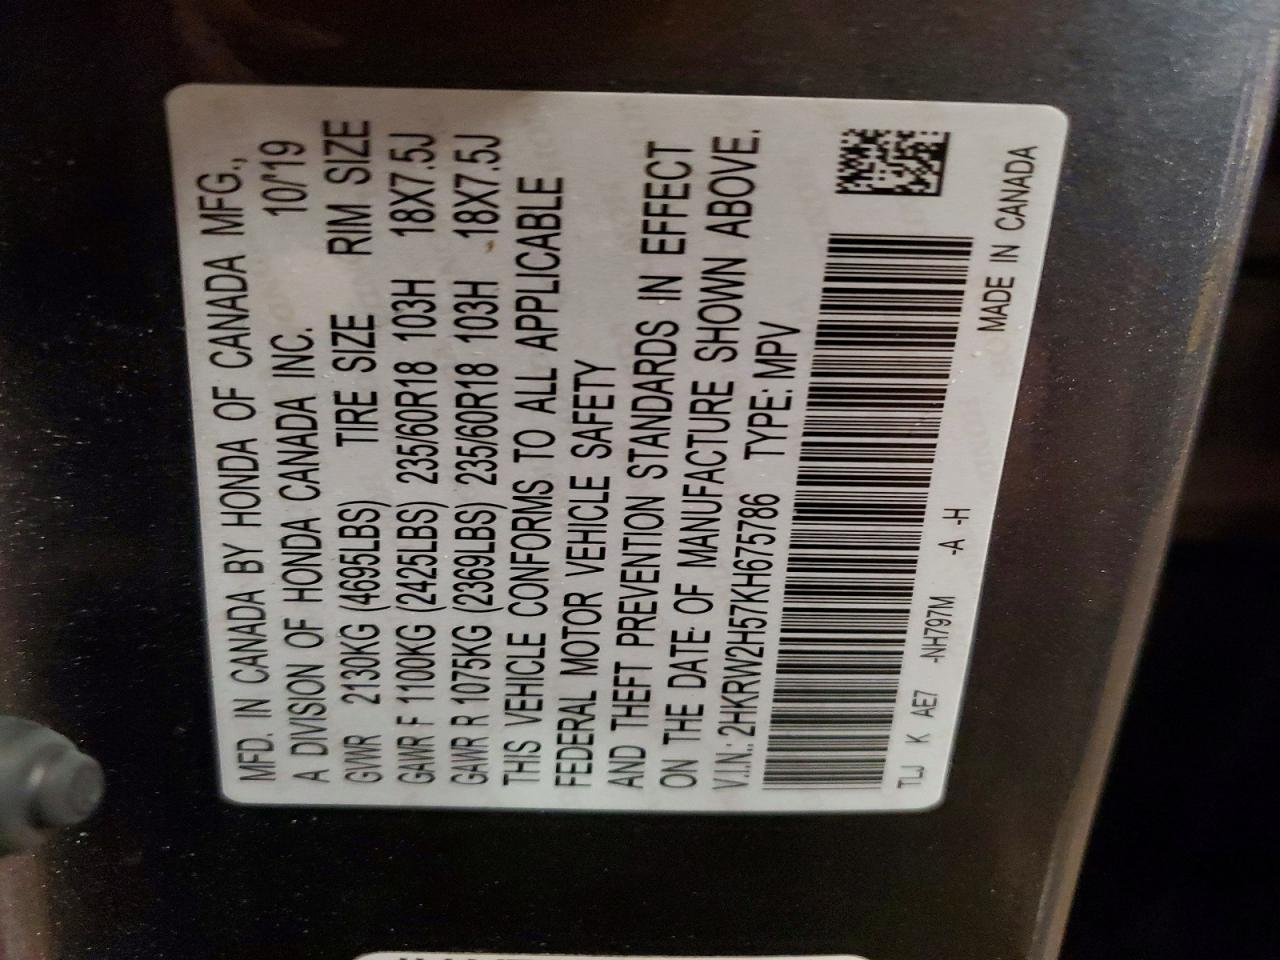 MFD. IN CANADA BY HONDA OF CANADA MFG.,
A DIVISION OF HONDA CANADA INC. 10/'19
GVWR 2130KG (4695LBS) TIRE SIZE RIM SIZE
GAWR F 1100KG (2425LBS) 235/60R18 103H 18X7.5J
GAWR R 1075KG (2369LBS) 235/60R18 103H 18X7.5J
THIS VEHICLE CONFORMS TO ALL APPLICABLE
FEDERAL MOTOR VEHICLE SAFETY
AND THEFT PREVENTION STANDARDS IN EFFECT
ON THE DATE OF MANUFACTURE SHOWN ABOVE.
V.I.N.: 2HKRW2H57KH675786 TYPE: MPV
TLJ K AE7 -NH797M -A -H
MADE IN CANADA